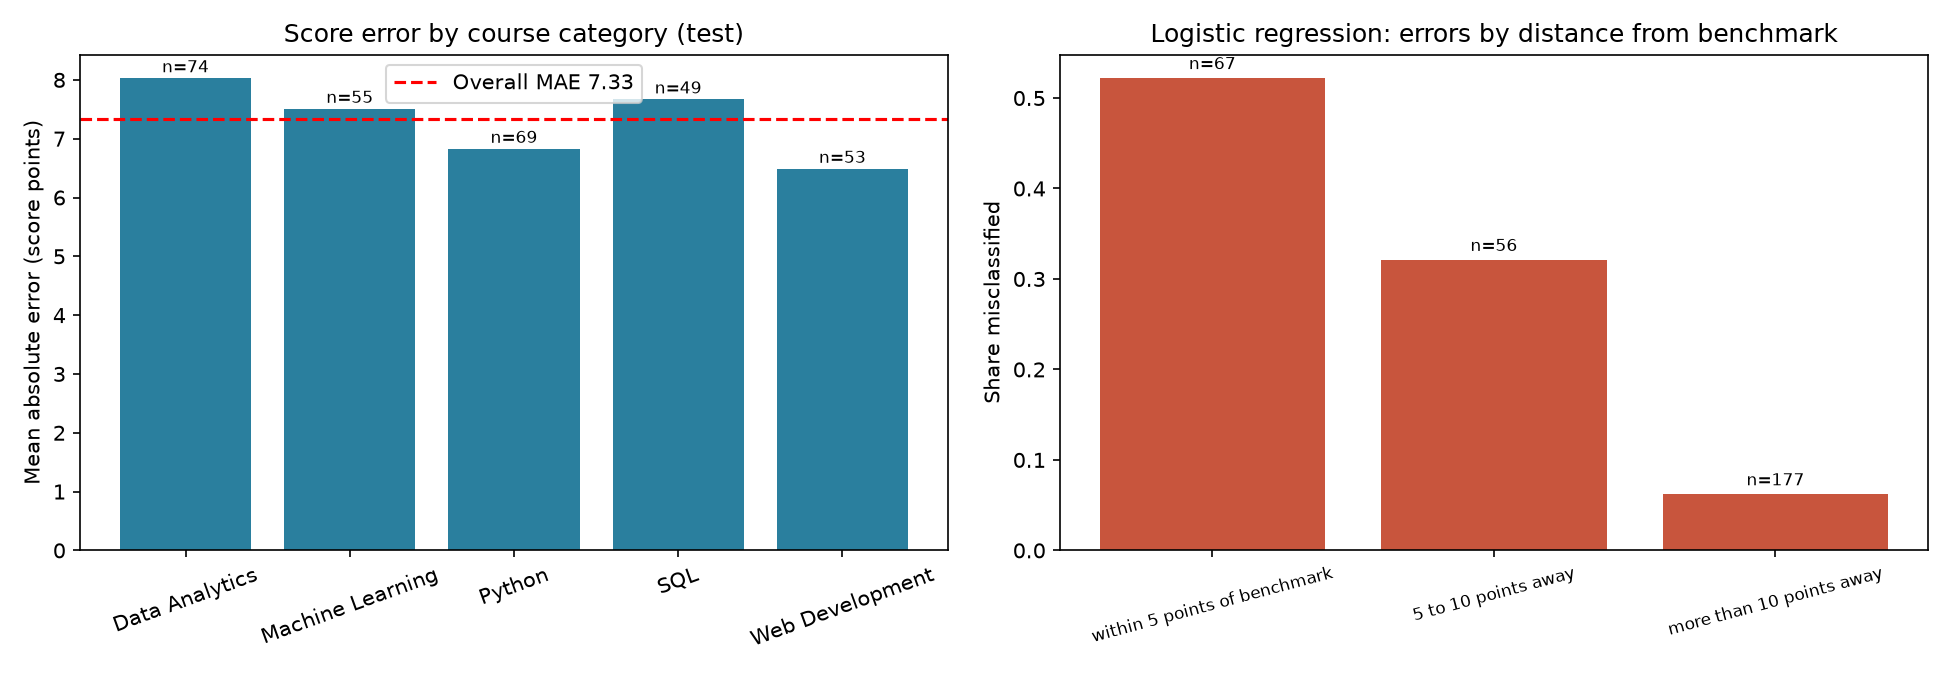 Score error by course category (test)
Mean absolute error (score points)
8
7
6
5
4
3
2
1
0
Overall MAE 7.33
n=74
n=55
n=69
n=49
n=53
Data Analytics
Machine Learning
Python
SQL
Web Development
Logistic regression: errors by distance from benchmark
Share misclassified
0.5
0.4
0.3
0.2
0.1
0.0
n=67
n=56
n=177
within 5 points of benchmark
5 to 10 points away
more than 10 points away